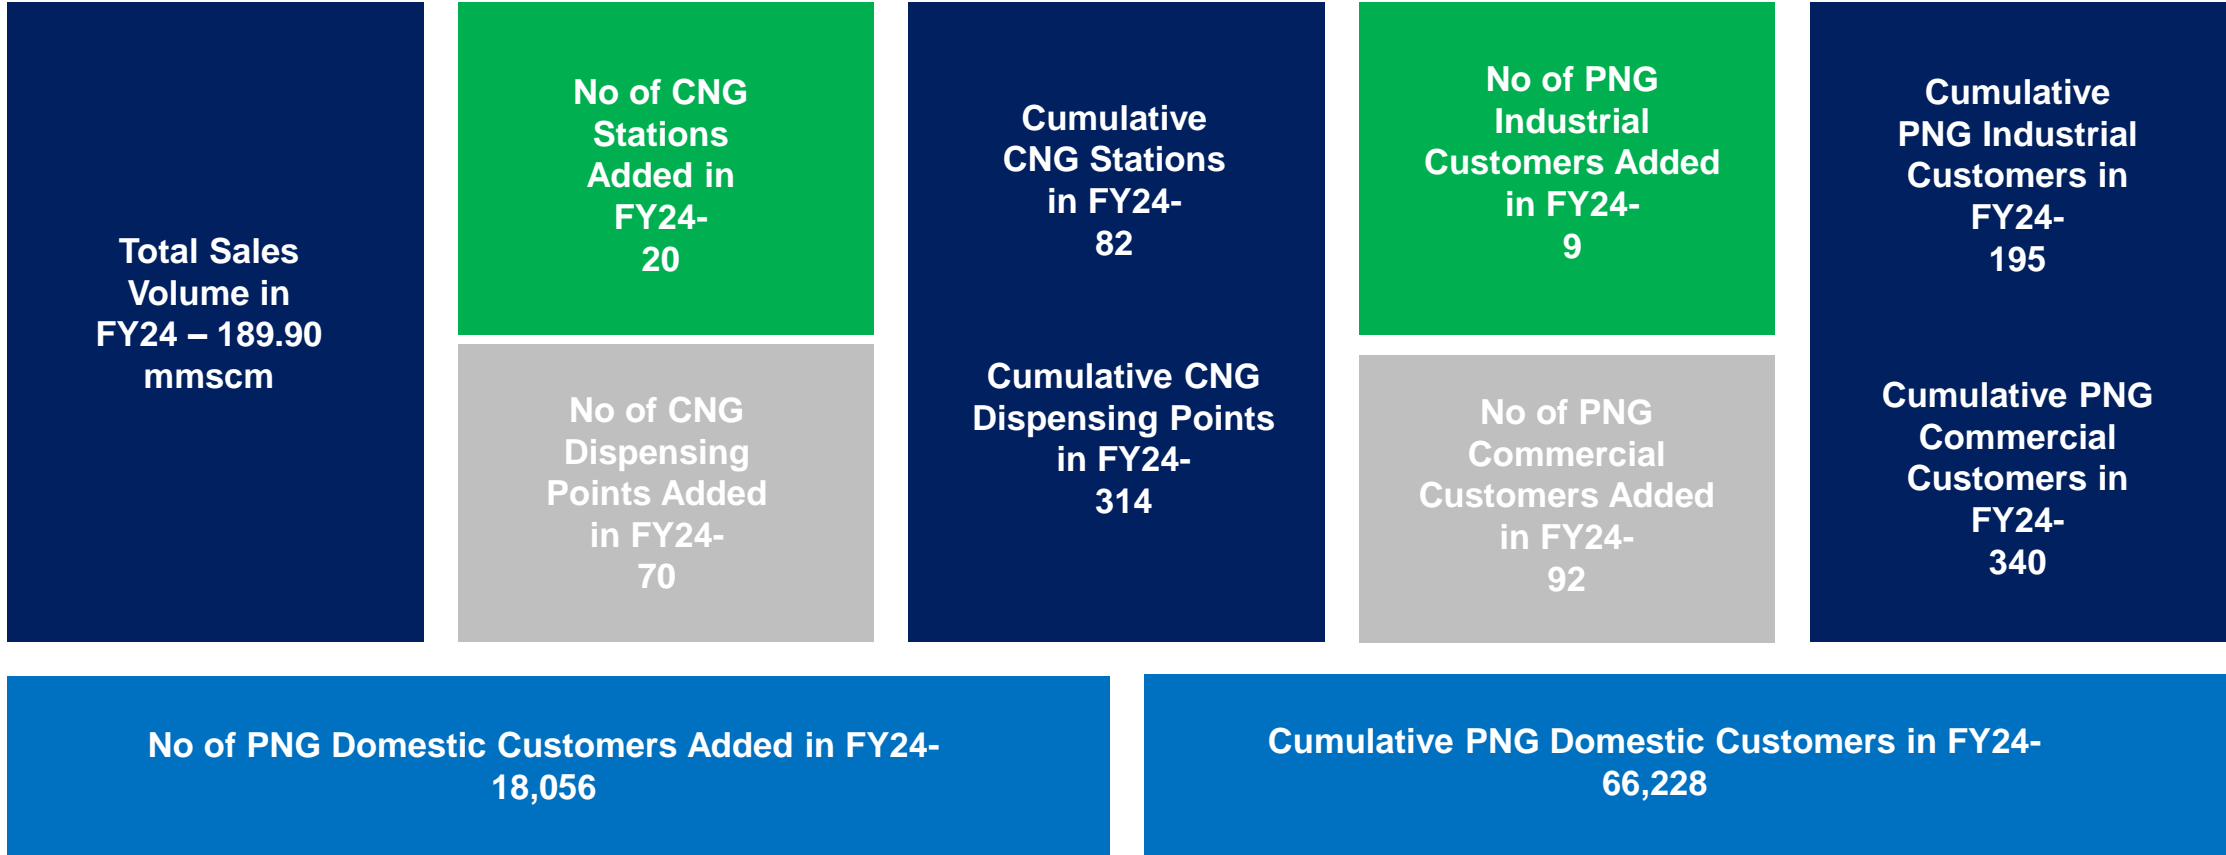 Total Sales
Volume in
FY24 – 189.90
mmscm
No of CNG
Stations
Added in
FY24-
20
No of CNG
Dispensing
Points Added
in FY24-
70
Cumulative
CNG Stations
in FY24-
82
Cumulative CNG
Dispensing Points
in FY24-
314
No of PNG
Industrial
Customers Added
in FY24-
9
No of PNG
Commercial
Customers Added
in FY24-
92
Cumulative
PNG Industrial
Customers in
FY24-
195
Cumulative PNG
Commercial
Customers in
FY24-
340
No of PNG Domestic Customers Added in FY24-
18,056
Cumulative PNG Domestic Customers in FY24-
66,228